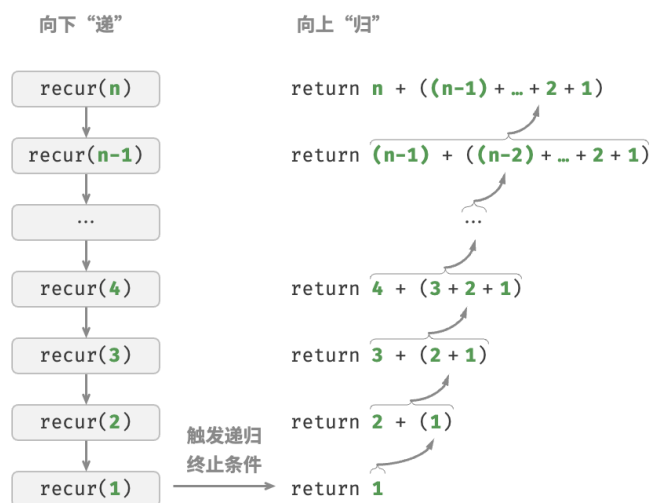 向下“递” 向上“归”
recur(n) return n + ((n-1) + … + 2 + 1)
recur(n-1) return (n-1) + ((n-2) + … + 2 + 1)
… …
recur(4) return 4 + (3 + 2 + 1)
recur(3) return 3 + (2 + 1)
recur(2) return 2 + (1)
触发递归
终止条件
recur(1) return 1